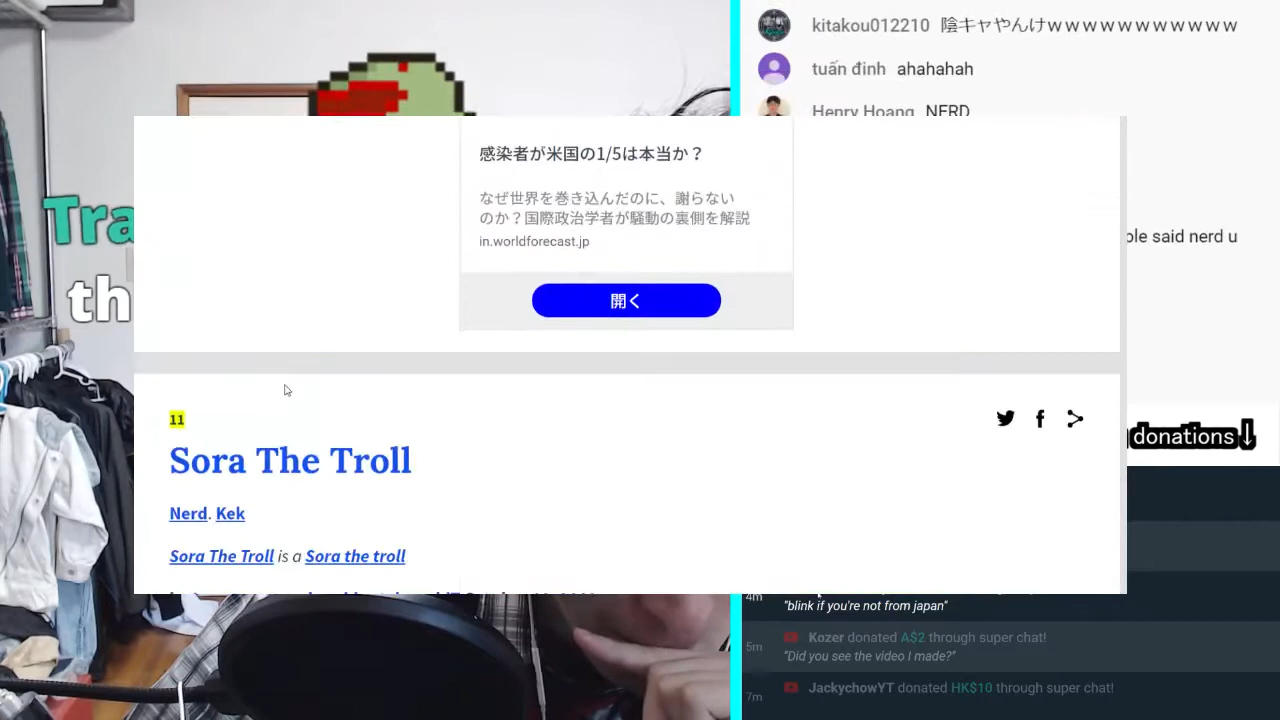 kitakou012210 陰キャやんけｗｗｗｗｗｗｗｗｗｗｗ
tuấn đinh ahahahah
Henry Hoang NERD
感染者が米国の1/5は本当か？
なぜ世界を巻き込んだのに、謝らない
のか？国際政治学者が騒動の裏側を解説
in.worldforecast.jp
開く
Tra
th
ple said nerd u
11
donations↓
Sora The Troll
Nerd. Kek
Sora The Troll is a Sora the troll
4m
"blink if you're not from japan"
5m
Kozer donated A$2 through super chat!
"Did you see the video I made?"
7m
JackychowYT donated HK$10 through super chat!